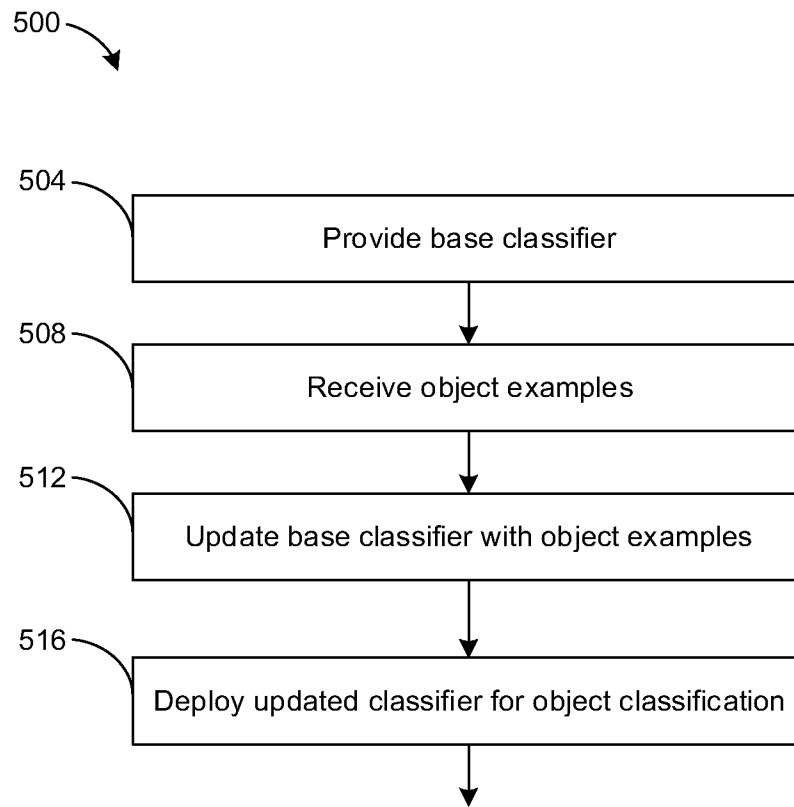 500
504
Provide base classifier
508
Receive object examples
512
Update base classifier with object examples
516
Deploy updated classifier for object classification